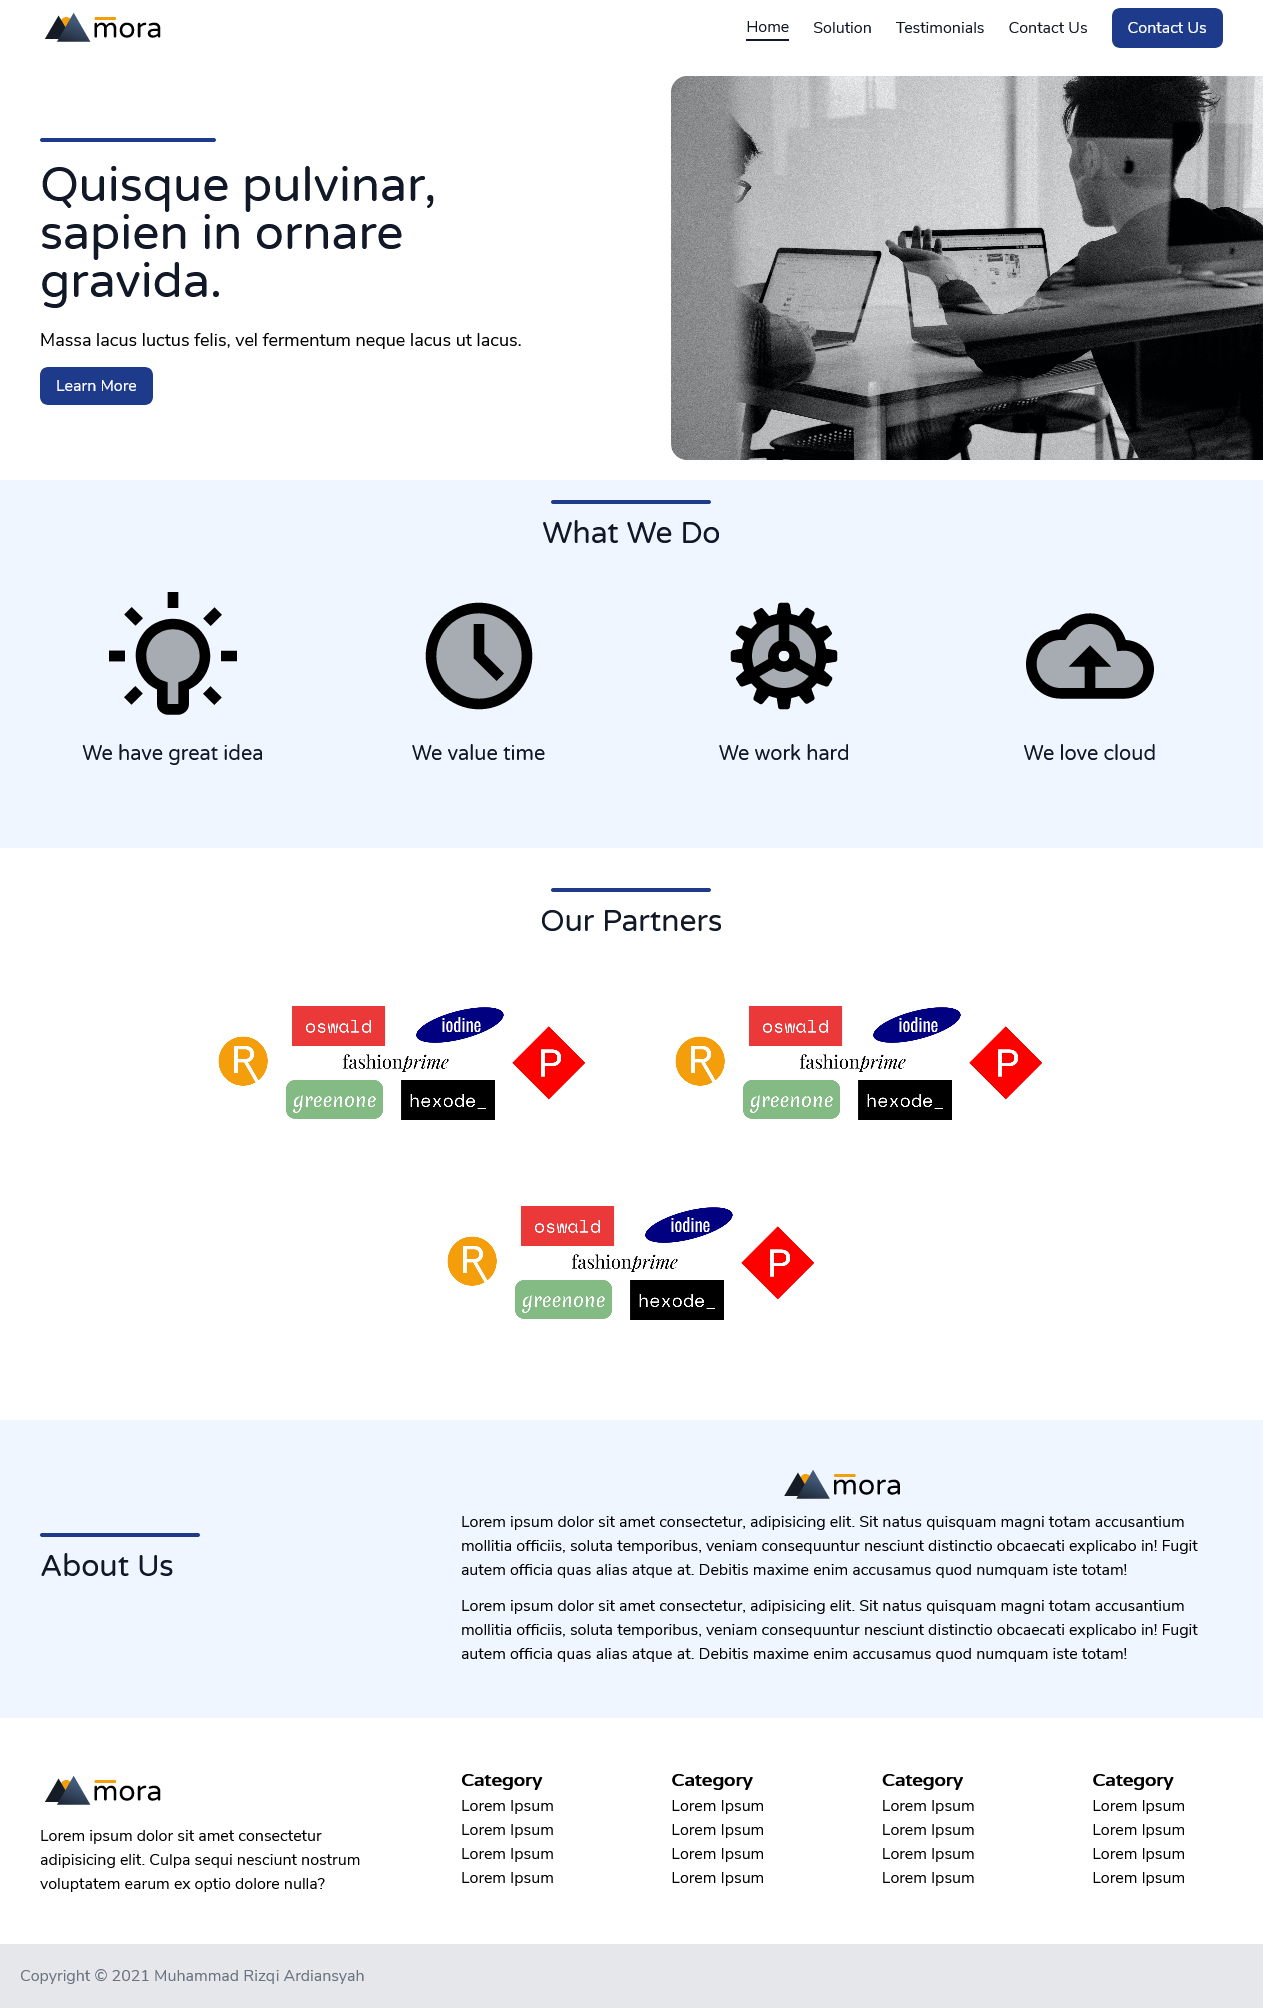 mora
Home Solution Testimonials Contact Us Contact Us
Quisque pulvinar,
sapien in ornare
gravida.
Massa lacus luctus felis, vel fermentum neque lacus ut lacus.
Learn More
What We Do
We have great idea We value time We work hard We love cloud
Our Partners
R oswald iodine fashionprime greenone hexode_ P
R oswald iodine fashionprime greenone hexode_ P
R oswald iodine fashionprime greenone hexode_ P
About Us
mora
Lorem ipsum dolor sit amet consectetur, adipisicing elit. Sit natus quisquam magni totam accusantium
mollitia officiis, soluta temporibus, veniam consequuntur nesciunt distinctio obcaecati explicabo in! Fugit
autem officia quas alias atque at. Debitis maxime enim accusamus quod numquam iste totam!
Lorem ipsum dolor sit amet consectetur, adipisicing elit. Sit natus quisquam magni totam accusantium
mollitia officiis, soluta temporibus, veniam consequuntur nesciunt distinctio obcaecati explicabo in! Fugit
autem officia quas alias atque at. Debitis maxime enim accusamus quod numquam iste totam!
mora
Lorem ipsum dolor sit amet consectetur
adipisicing elit. Culpa sequi nesciunt nostrum
voluptatem earum ex optio dolore nulla?
Category
Lorem Ipsum
Lorem Ipsum
Lorem Ipsum
Lorem Ipsum
Category
Lorem Ipsum
Lorem Ipsum
Lorem Ipsum
Lorem Ipsum
Category
Lorem Ipsum
Lorem Ipsum
Lorem Ipsum
Lorem Ipsum
Category
Lorem Ipsum
Lorem Ipsum
Lorem Ipsum
Lorem Ipsum
Copyright © 2021 Muhammad Rizqi Ardiansyah